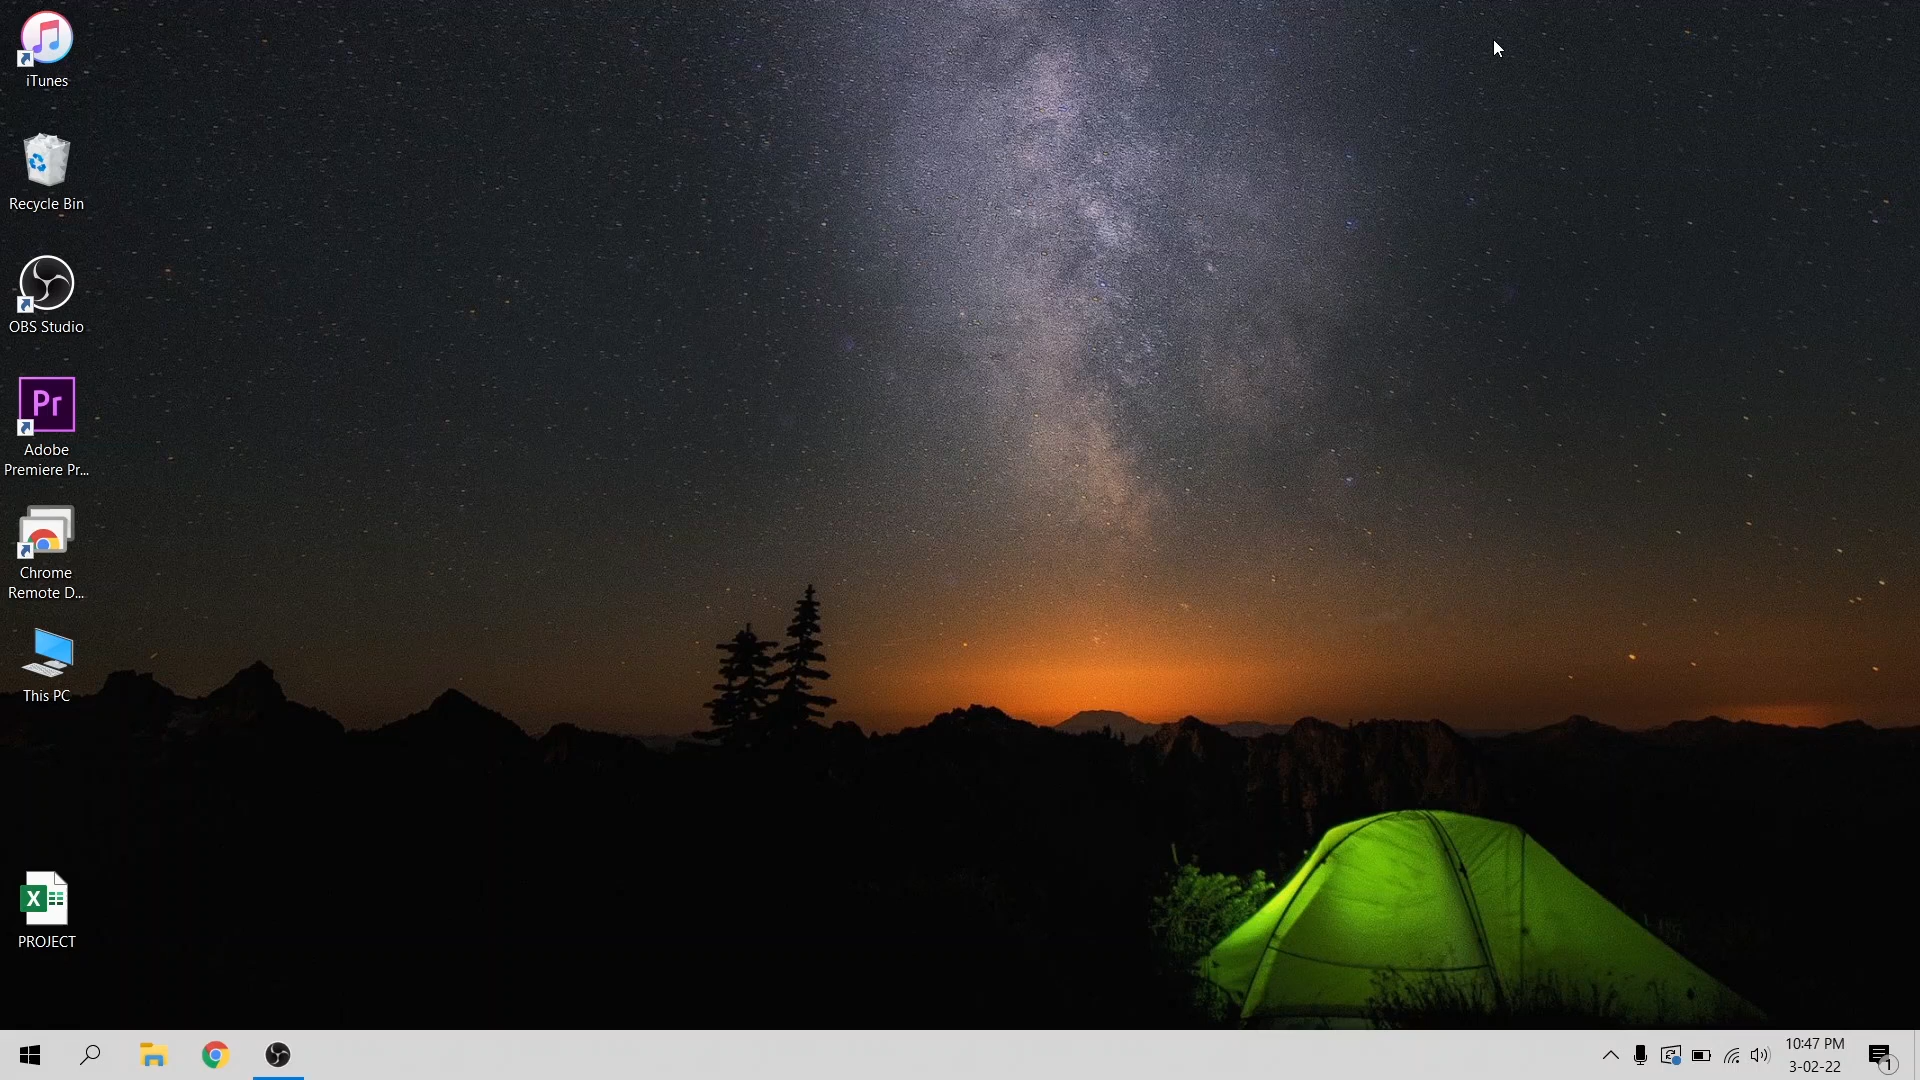 iTunes
Recycle Bin
OBS Studio
Pr
Adobe
Premiere Pr...
Chrome
Remote D...
This PC
X
PROJECT
10:47 PM
3-02-22
1